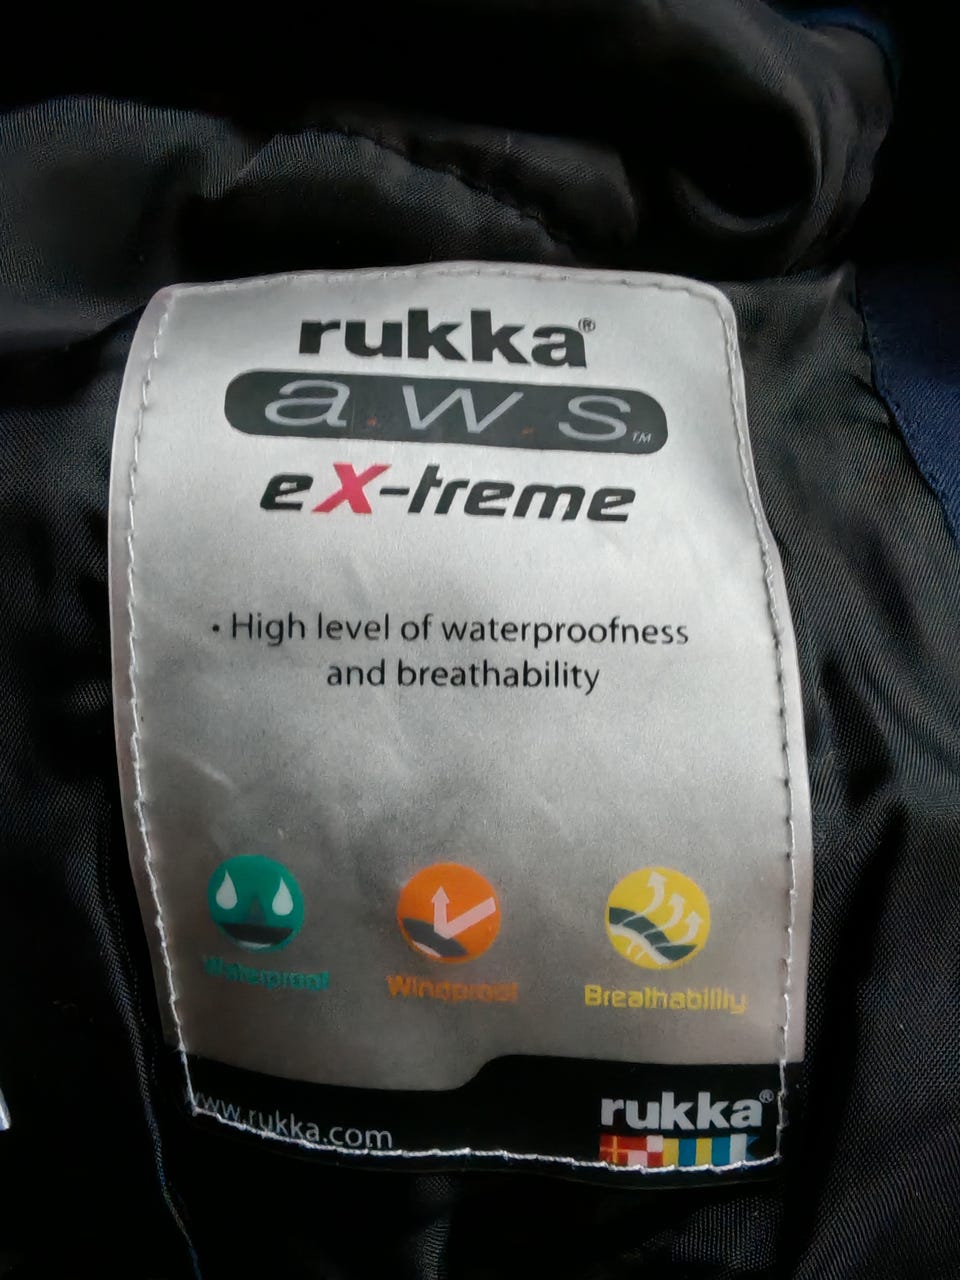 rukka®
a.w.s™
eX-treme
• High level of waterproofness
and breathability
Waterproof Windproof Breathability
www.rukka.com
rukka®